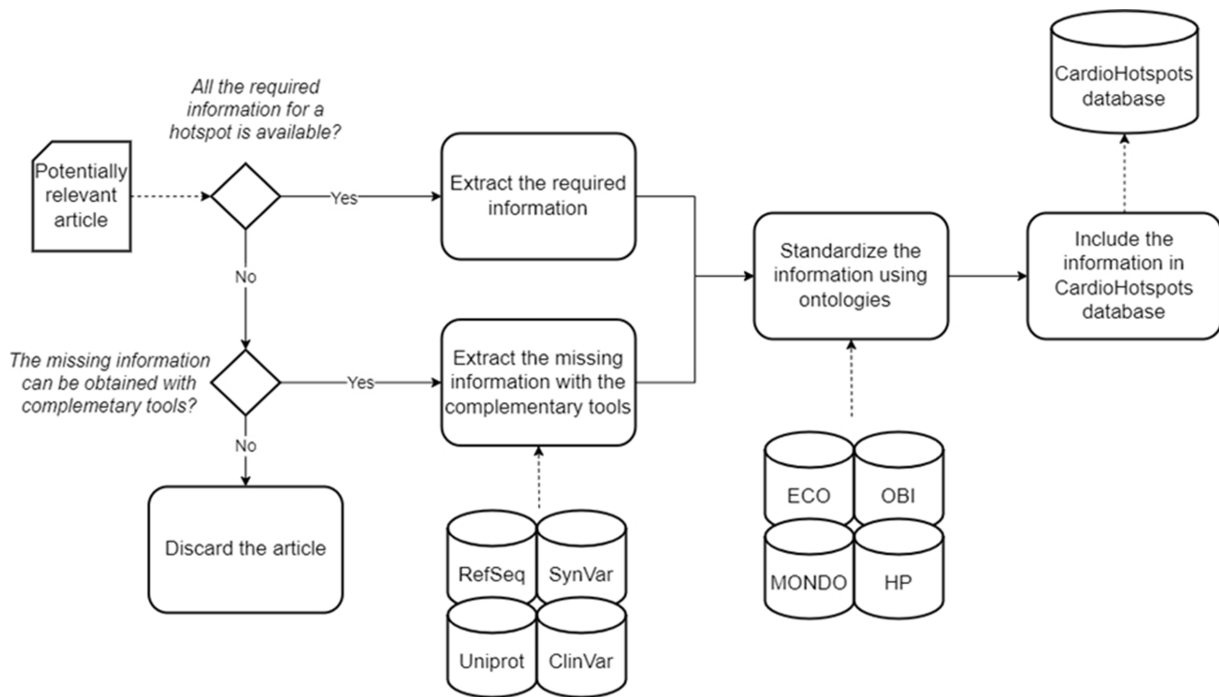 All the required
information for a
hotspot is available?
Potentially
relevant
article
Yes
Extract the required
information
No
The missing information
can be obtained with
complemetary tools?
Yes
Extract the missing
information with the
complementary tools
No
Discard the article
RefSeq
SynVar
Uniprot
ClinVar
Standardize the
information using
ontologies
ECO
OBI
MONDO
HP
Include the
information in
CardioHotspots
database
CardioHotspots
database